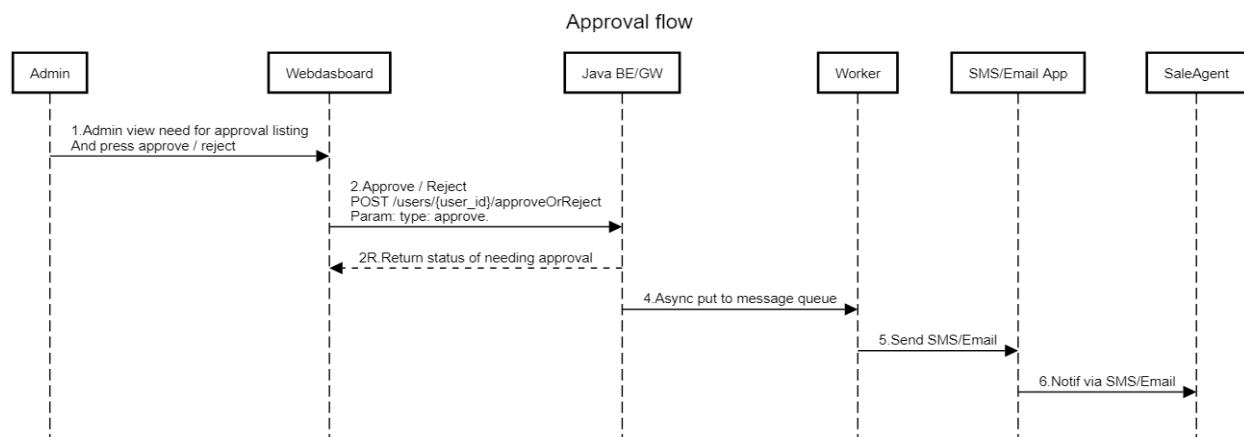 Approval flow
Admin
Webdasboard
Java BE/GW
Worker
SMS/Email App
SaleAgent
1.Admin view need for approval listing
And press approve / reject
2.Approve / Reject
POST /users/{user_id}/approveOrReject
Param: type: approve.
2R.Return status of needing approval
4.Async put to message queue
5.Send SMS/Email
6.Notif via SMS/Email